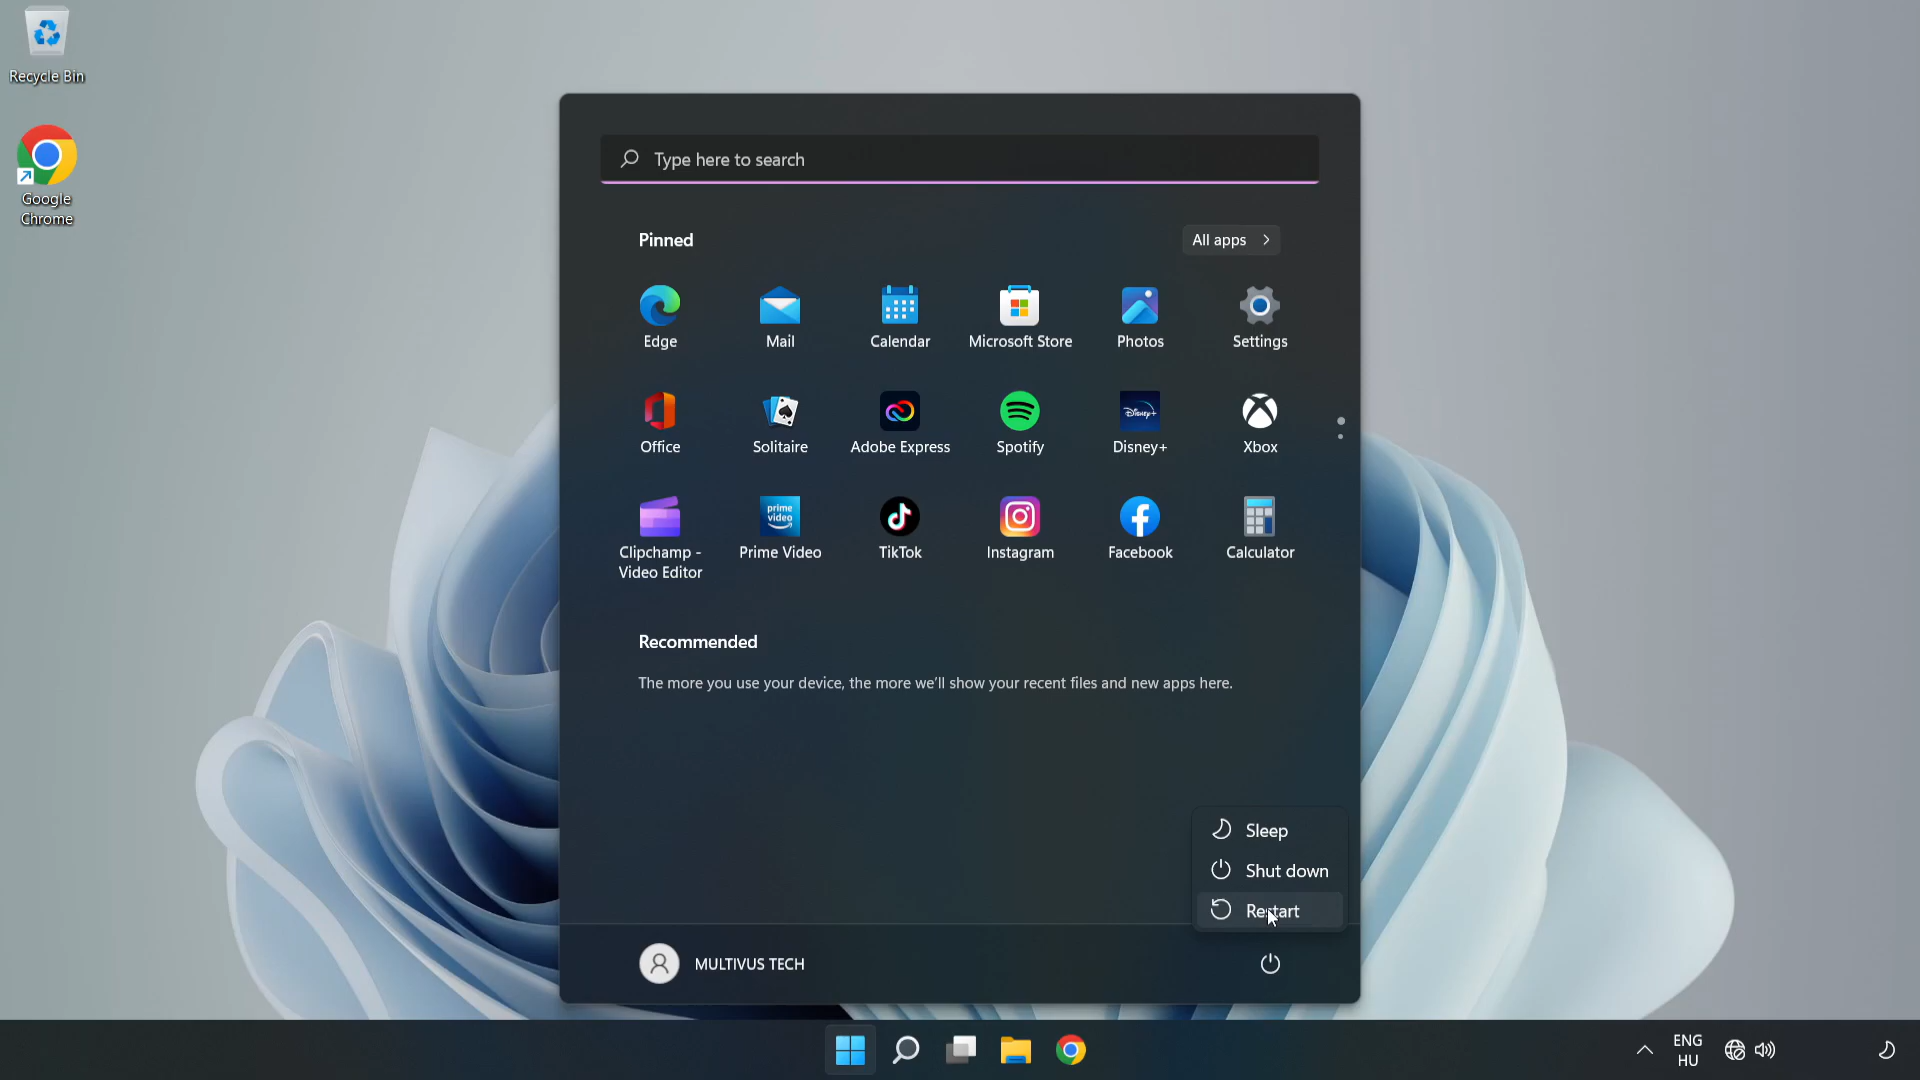 Recycle Bin
Google
Chrome
Type here to search
Pinned
All apps
Edge
Mail
Calendar
Microsoft Store
Photos
Settings
Office
Solitaire
Adobe Express
Spotify
Disney+
Disney+
Xbox
prime
video
Clipchamp -
Video Editor
Prime Video
TikTok
Instagram
Facebook
Calculator
Recommended
The more you use your device, the more we'll show your recent files and new apps here.
Sleep
Shut down
Restart
MULTIVUS TECH
ENG
HU